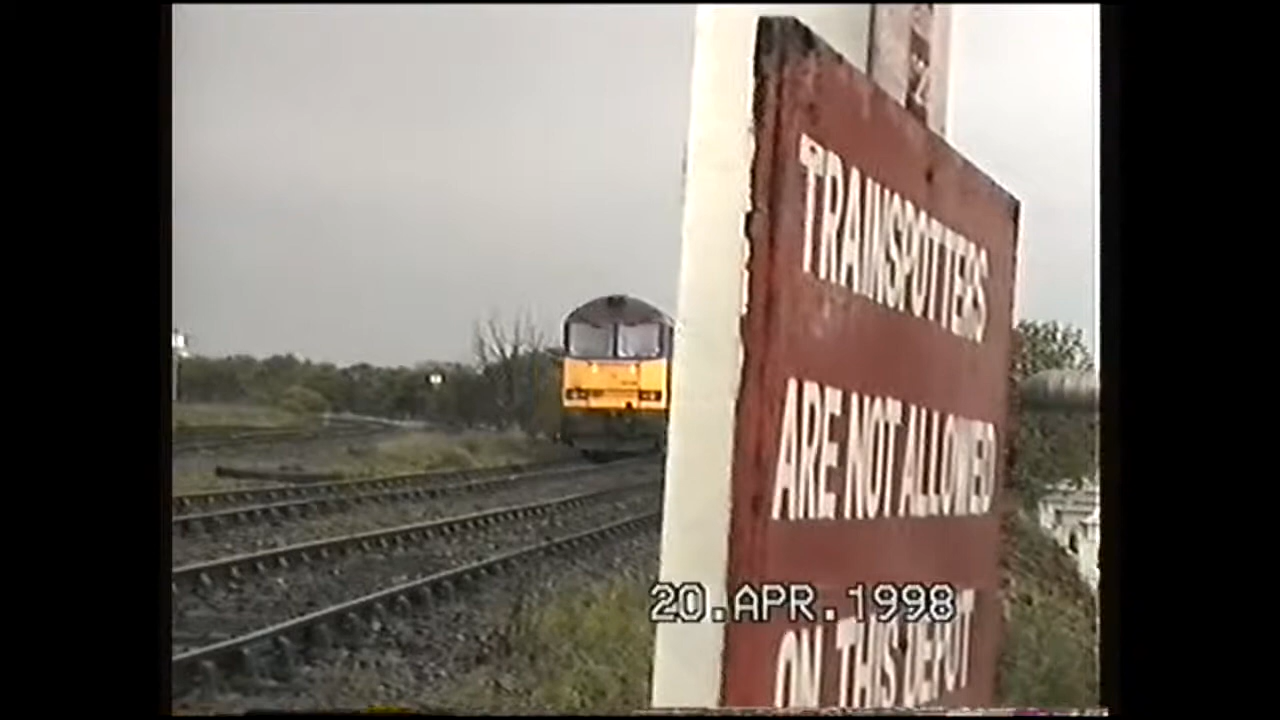 TRAINSPOTTERS
ARE NOT ALLOWED
ON THIS DEPOT
20.APR.1998